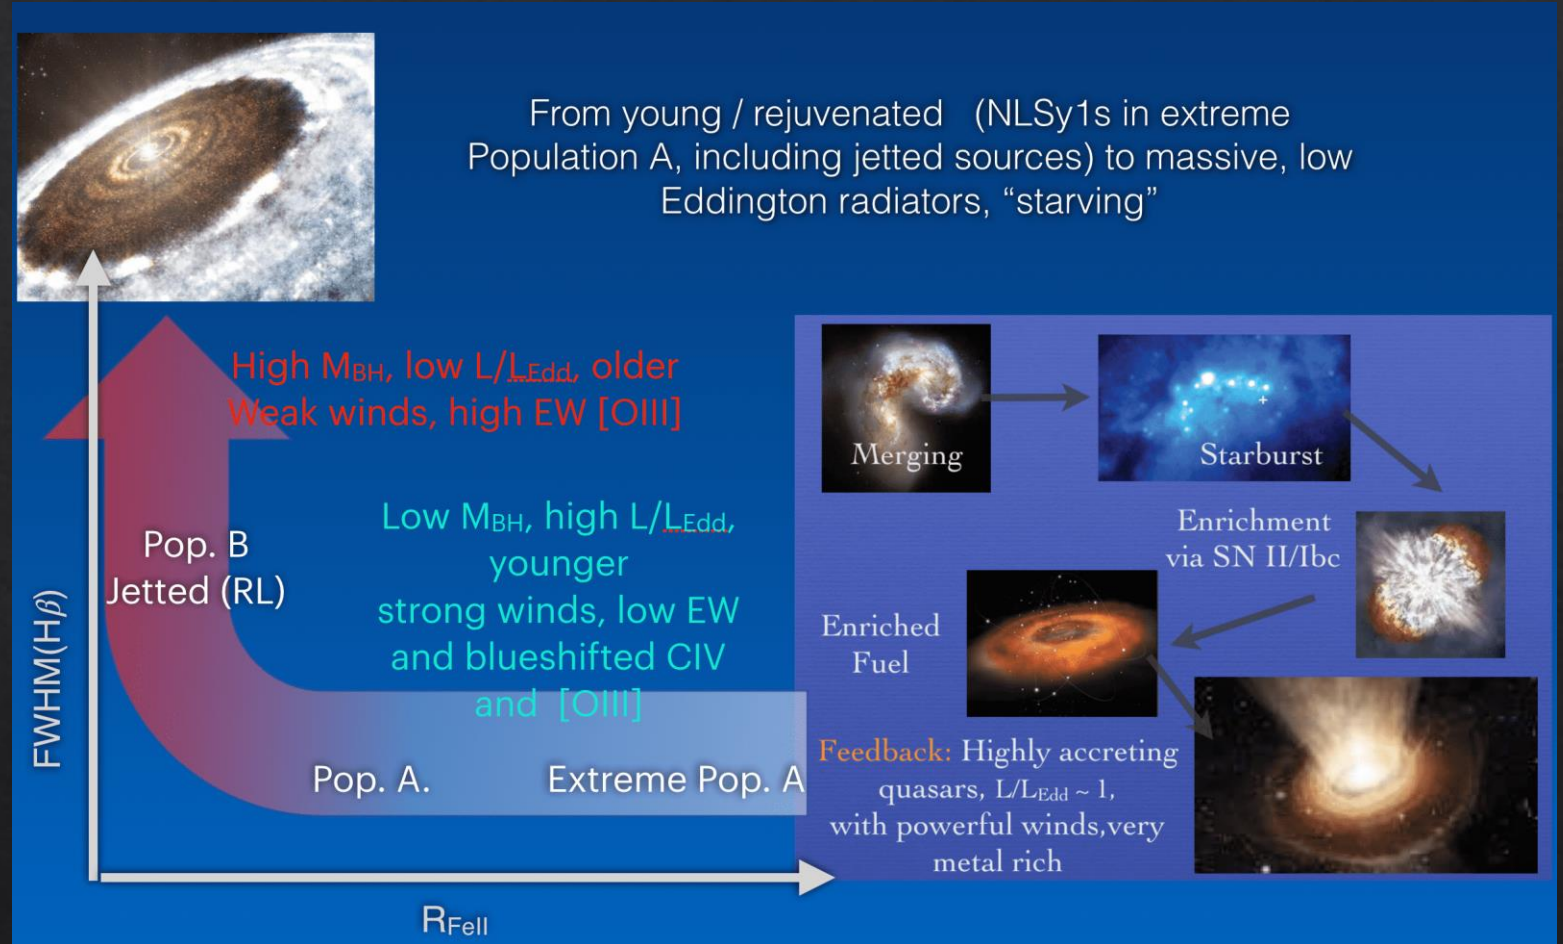 From young / rejuvenated (NLSy1s in extreme
Population A, including jetted sources) to massive, low
Eddington radiators, “starving”
High MBH, low L/LEdd, older
Weak winds, high EW [OIII]
Low MBH, high L/LEdd,
younger
strong winds, low EW
and blueshifted CIV
and [OIII]
Pop. B
Jetted (RL)
Pop. A.
Extreme Pop. A
FWHM(Hβ)
RFeII
Merging
Starburst
Enrichment
via SN II/Ibc
Enriched
Fuel
Feedback: Highly accreting
quasars, L/LEdd ~ 1,
with powerful winds,very
metal rich